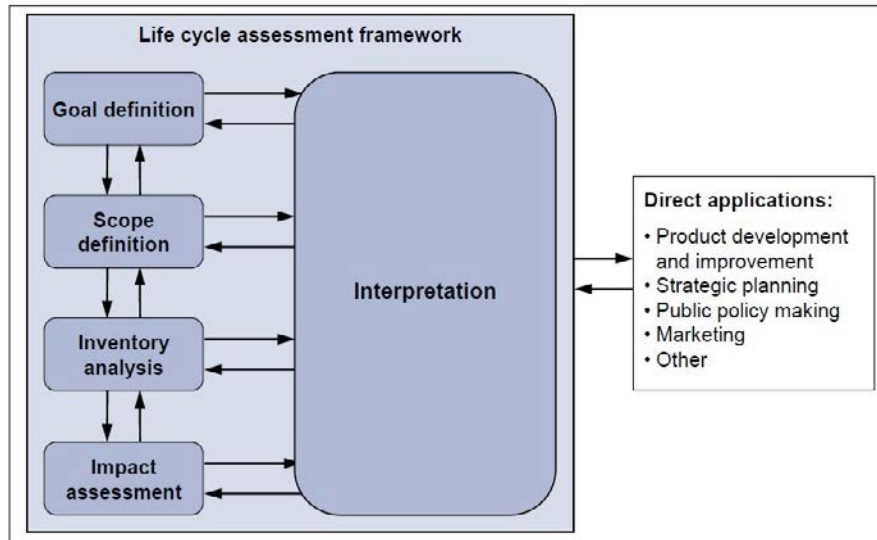 Life cycle assessment framework
Goal definition
Scope
definition
Inventory
analysis
Impact
assessment
Interpretation
Direct applications:
• Product development
and improvement
• Strategic planning
• Public policy making
• Marketing
• Other